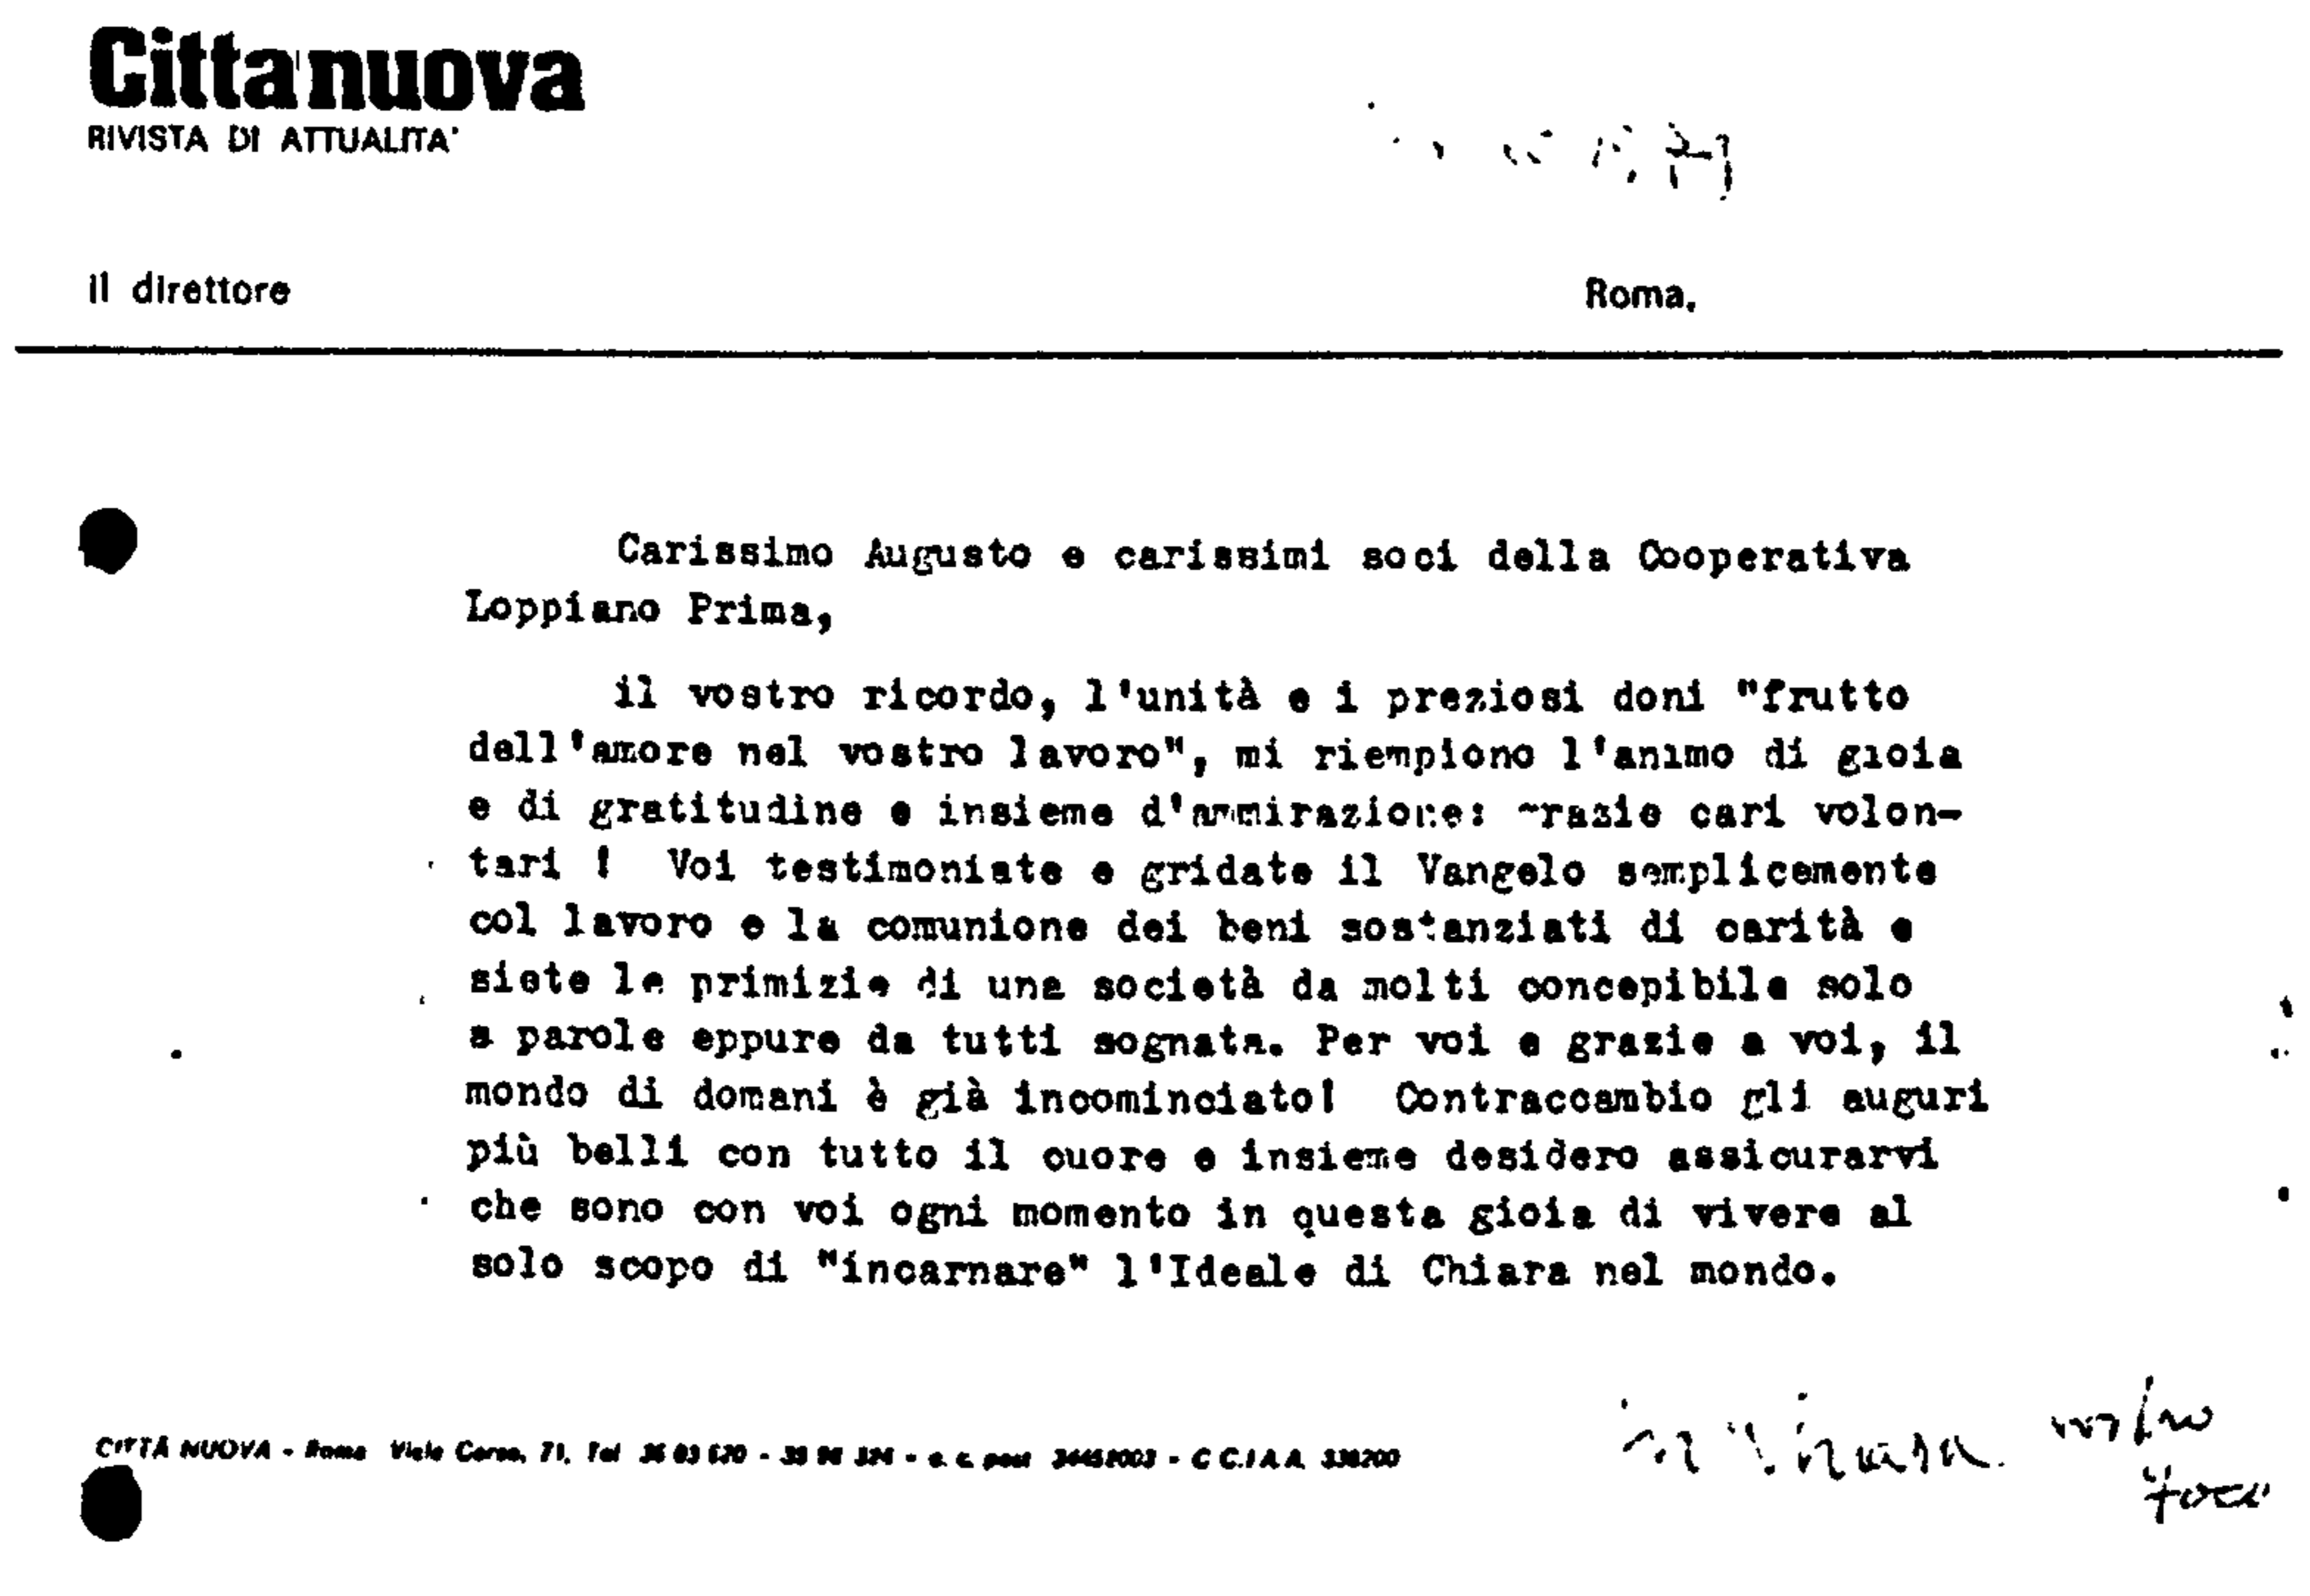 Città nuova
RIVISTA DI ATTUALITA'
il direttore
Roma,
Carissimo Augusto e carissimi soci della Cooperativa
Loppiano Prima,
il vostro ricordo, l'unità e i preziosi doni "frutto
dell'amore nel vostro lavoro", mi riempiono l'animo di gioia
e di gratitudine e insieme d'ammirazione: grazie cari volon-
tari ! Voi testimoniate e gridate il Vangelo semplicemente
col lavoro e la comunione dei beni sostanziati di carità e
siete le primizie di una società da molti concepibile solo
a parole eppure da tutti sognata. Per voi e grazie a voi, il
mondo di domani è già incominciato! Contraccambio gli auguri
più belli con tutto il cuore e insieme desidero assicurarvi
che sono con voi ogni momento in questa gioia di vivere al
solo scopo di "incarnare" l'Ideale di Chiara nel mondo.
CITTÀ NUOVA - Roma Viale Carso, 71. Tel